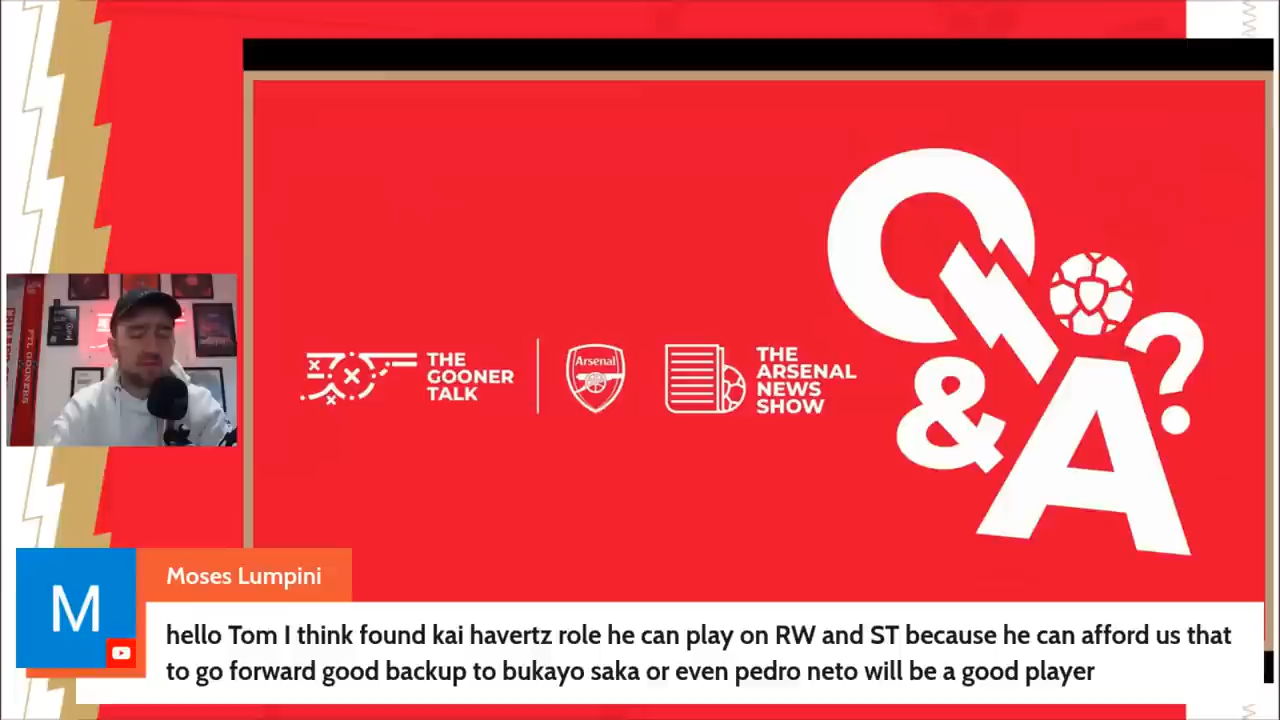 THE
GOONER
TALK
Arsenal
THE
ARSENAL
NEWS
SHOW
Q
&
A?
M
Moses Lumpini
hello Tom I think found kai havertz role he can play on RW and ST because he can afford us that
to go forward good backup to bukayo saka or even pedro neto will be a good player